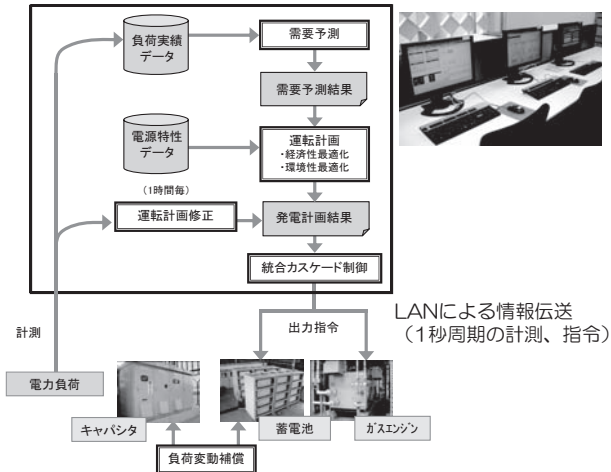 負荷実績
データ
需要予測
需要予測結果
電源特性
データ
運転計画
・経済性最適化
・環境性最適化
(1時間毎)
運転計画修正
発電計画結果
統合カスケード制御
計測
出力指令
LANによる情報伝送
(1秒周期の計測、指令)
電力負荷
キャパシタ
蓄電池
ガスエンジン
負荷変動補償